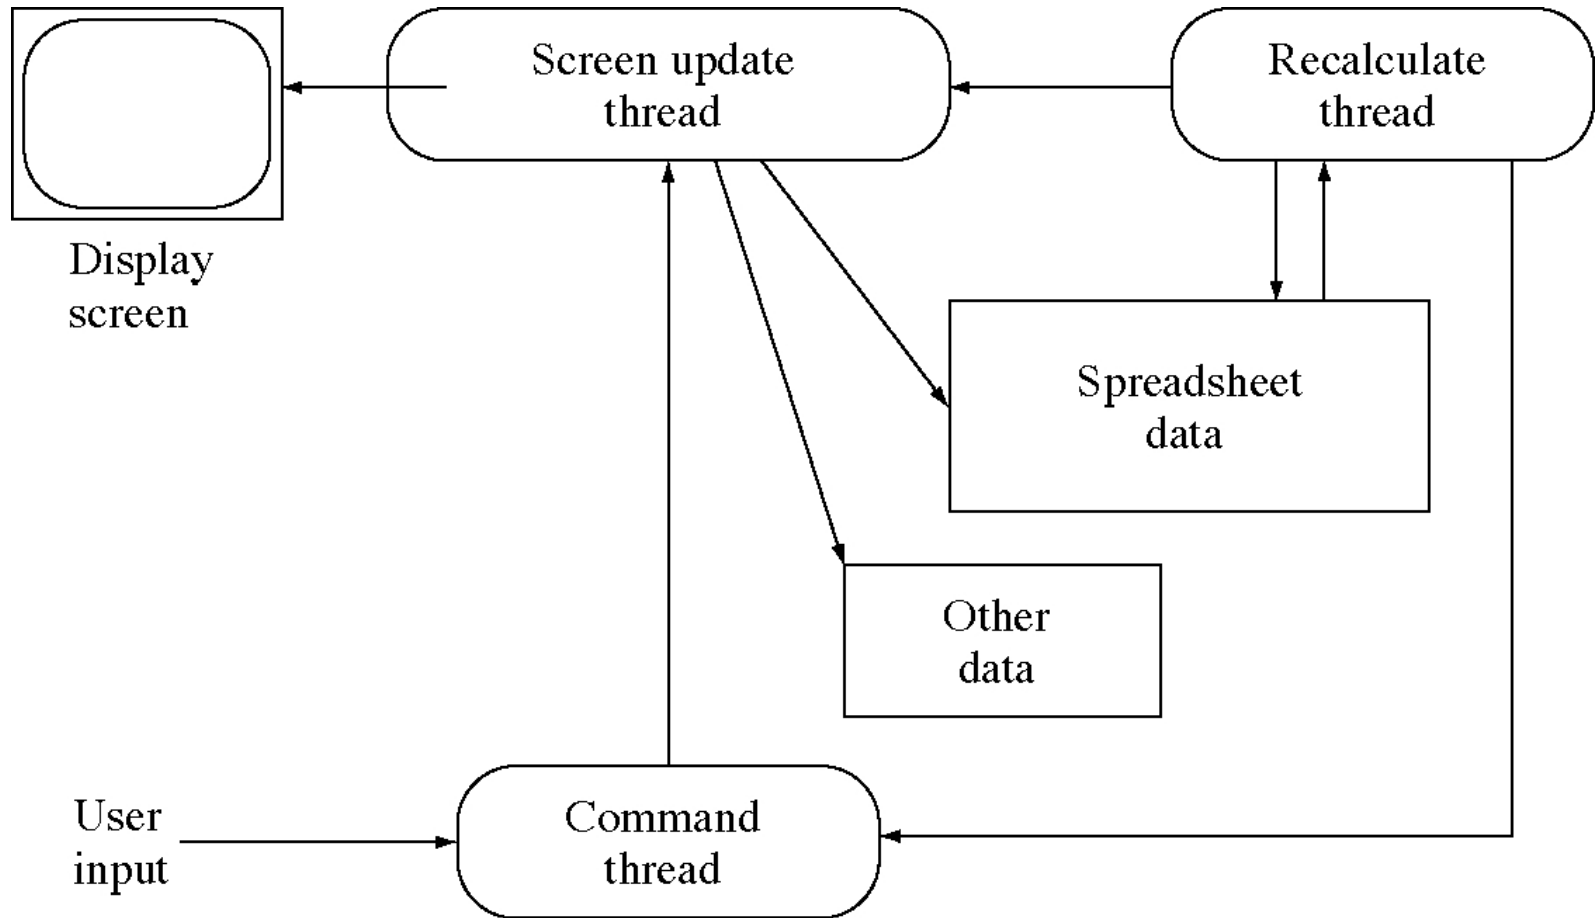 Screen update
thread
Recalculate
thread
Display
screen
Spreadsheet
data
Other
data
User
input
Command
thread